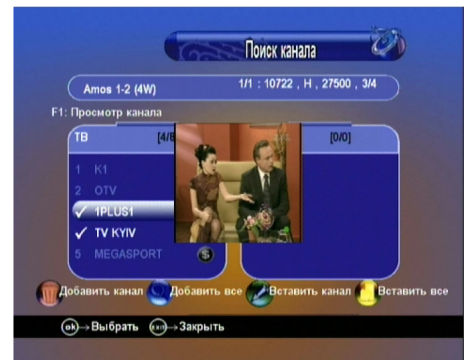 Поиск канала
Amos 1-2 (4W)
1/1 : 10722 , H , 27500 , 3/4
F1: Просмотр канала
ТВ [4/8 [0/0]
1 K1
2 OTV
1PLUS1
TV KYIV
5 MEGASPORT $
Добавить канал Добавить все Вставить канал Вставить все
ok → Выбрать EXIT → Закрыть